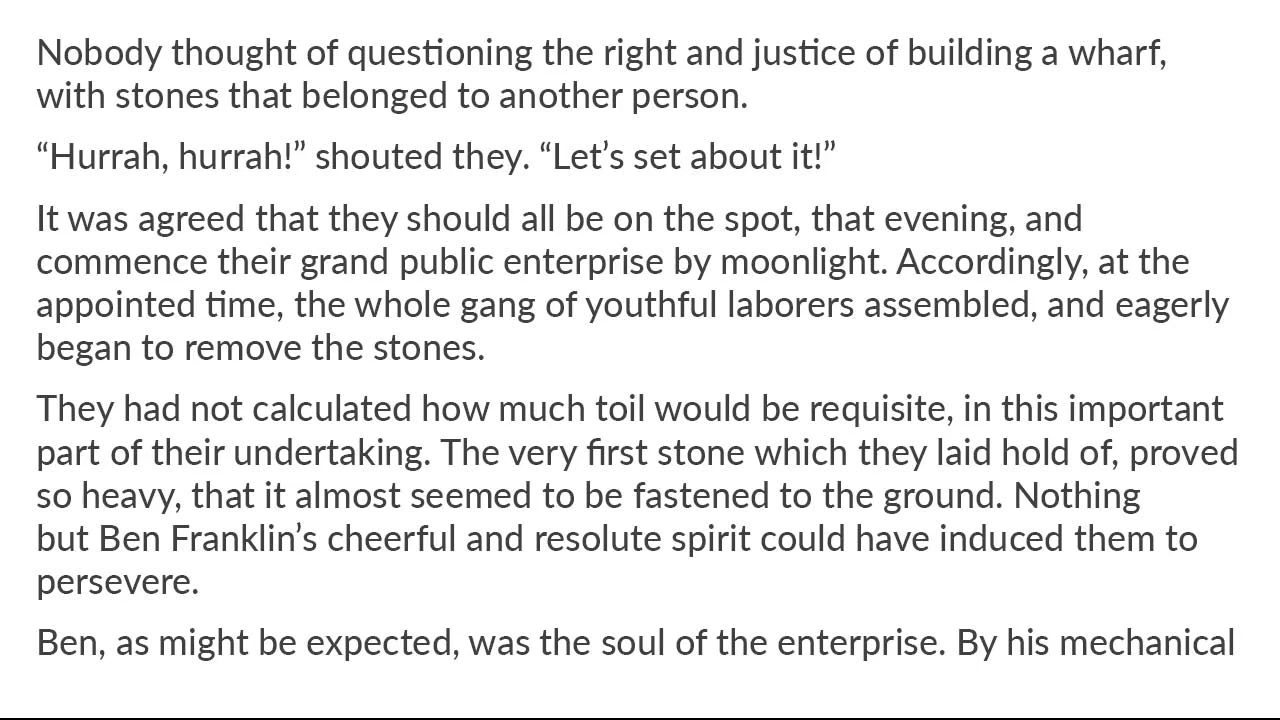 Nobody thought of questioning the right and justice of building a wharf,
with stones that belonged to another person.
“Hurrah, hurrah!” shouted they. “Let’s set about it!”
It was agreed that they should all be on the spot, that evening, and
commence their grand public enterprise by moonlight. Accordingly, at the
appointed time, the whole gang of youthful laborers assembled, and eagerly
began to remove the stones.
They had not calculated how much toil would be requisite, in this important
part of their undertaking. The very first stone which they laid hold of, proved
so heavy, that it almost seemed to be fastened to the ground. Nothing
but Ben Franklin’s cheerful and resolute spirit could have induced them to
persevere.
Ben, as might be expected, was the soul of the enterprise. By his mechanical